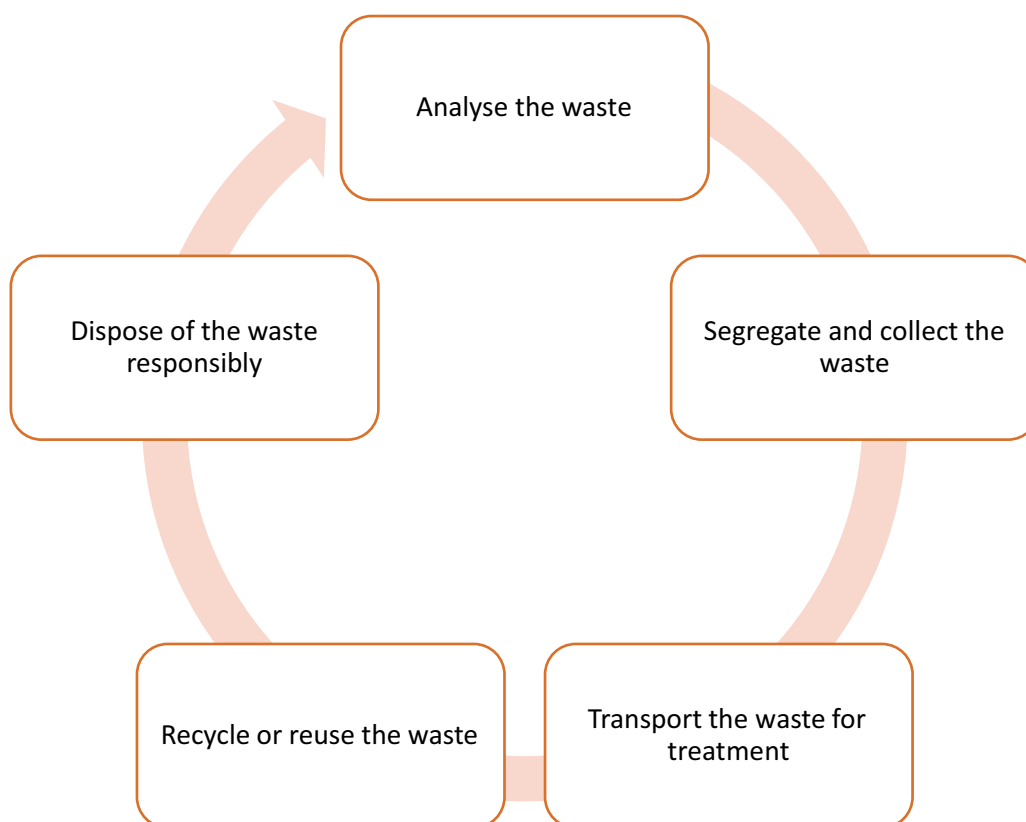 Analyse the waste
Segregate and collect the
waste
Transport the waste for
treatment
Recycle or reuse the waste
Dispose of the waste
responsibly